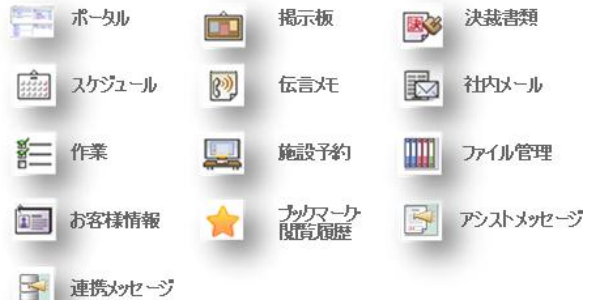 ポータル
掲示板
決裁書類
スケジュール
伝言メモ
社内メール
作業
施設予約
ファイル管理
お客様情報
ブックマーク・
閲覧履歴
アシストメッセージ
連携メッセージ